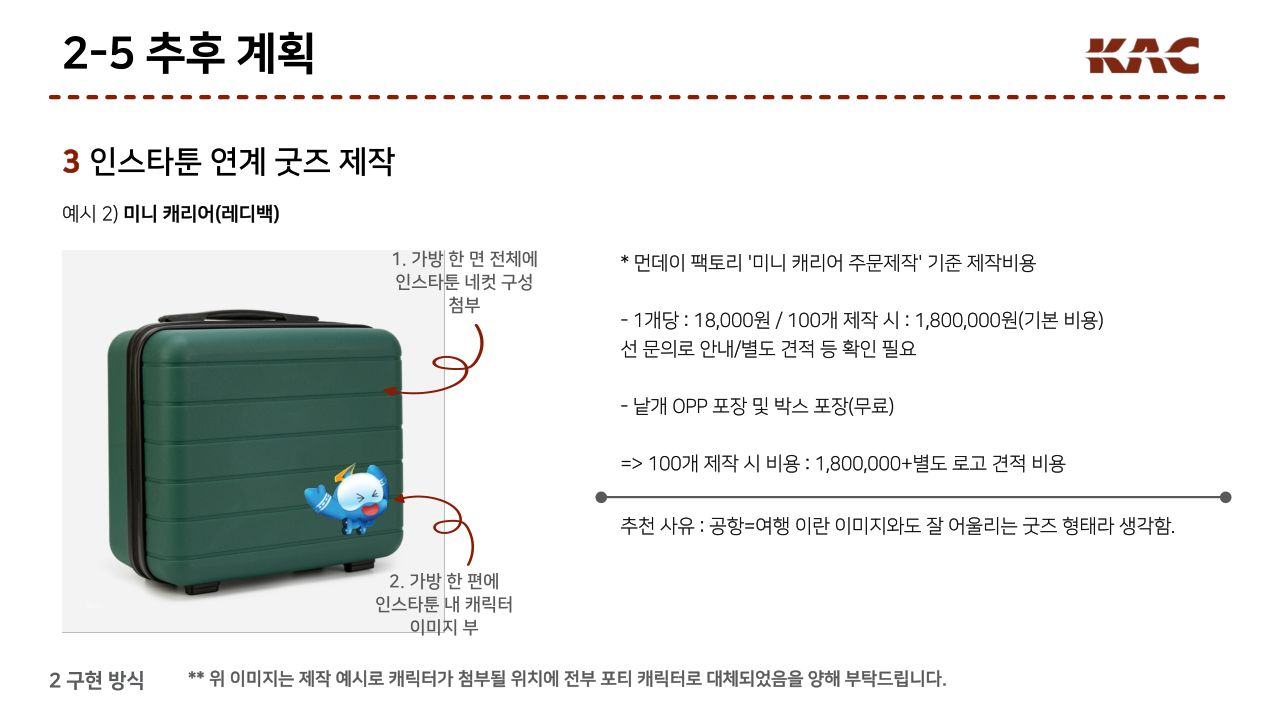 2-5 추후 계획
KAC
3 인스타툰 연계 굿즈 제작
예시 2) 미니 캐리어(레디백)
1. 가방 한 면 전체에
인스타툰 네컷 구성
첨부
2. 가방 한 편에
인스타툰 내 캐릭터
이미지 부
* 먼데이 팩토리 '미니 캐리어 주문제작' 기준 제작비용
- 1개당 : 18,000원 / 100개 제작 시 : 1,800,000원(기본 비용)
선 문의로 안내/별도 견적 등 확인 필요
- 낱개 OPP 포장 및 박스 포장(무료)
=> 100개 제작 시 비용 : 1,800,000+별도 로고 견적 비용
추천 사유 : 공항=여행 이란 이미지와도 잘 어울리는 굿즈 형태라 생각함.
2 구현 방식
** 위 이미지는 제작 예시로 캐릭터가 첨부될 위치에 전부 포티 캐릭터로 대체되었음을 양해 부탁드립니다.